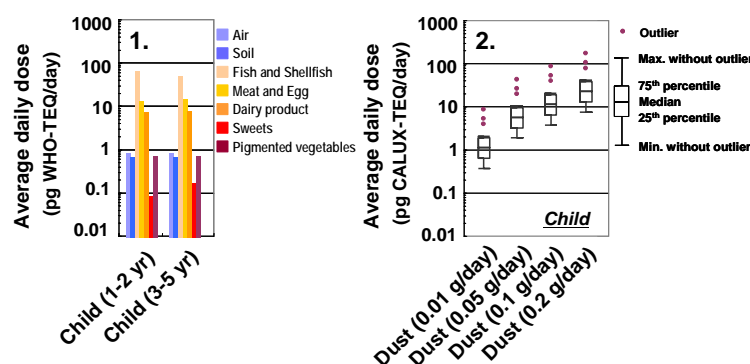 Average daily dose
(pg WHO-TEQ/day)
1000
100
10
1
0.1
0.01
1.
Child (1-2 yr)
Child (3-5 yr)
Air
Soil
Fish and Shellfish
Meat and Egg
Dairy product
Sweets
Pigmented vegetables
Average daily dose
(pg CALUX-TEQ/day)
1000
100
10
1
0.1
0.01
2.
Child
Dust (0.01 g/day)
Dust (0.05 g/day)
Dust (0.1 g/day)
Dust (0.2 g/day)
Outlier
Max. without outlier
75th percentile
Median
25th percentile
Min. without outlier